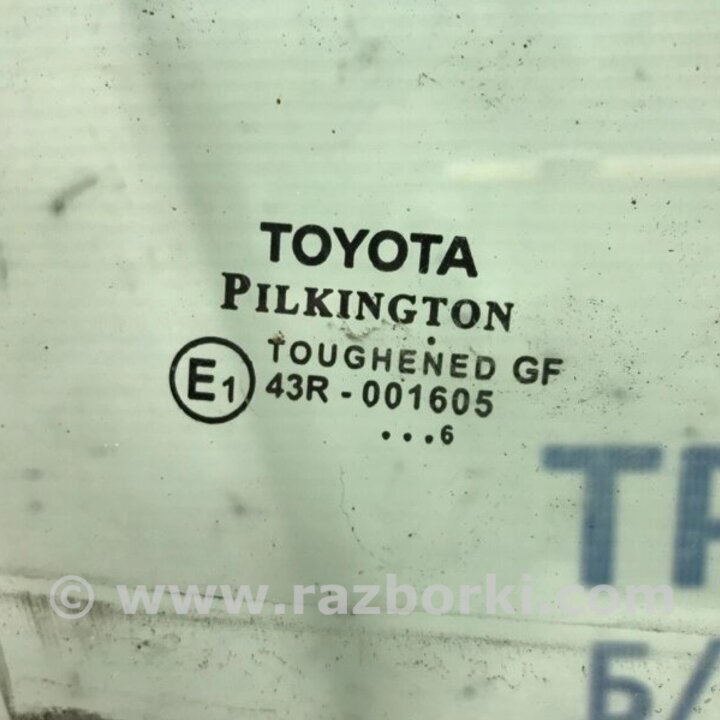 TOYOTA
PILKINGTON
TOUGHENED GF
E1 43R - 001605
...6
© www.razborki.com